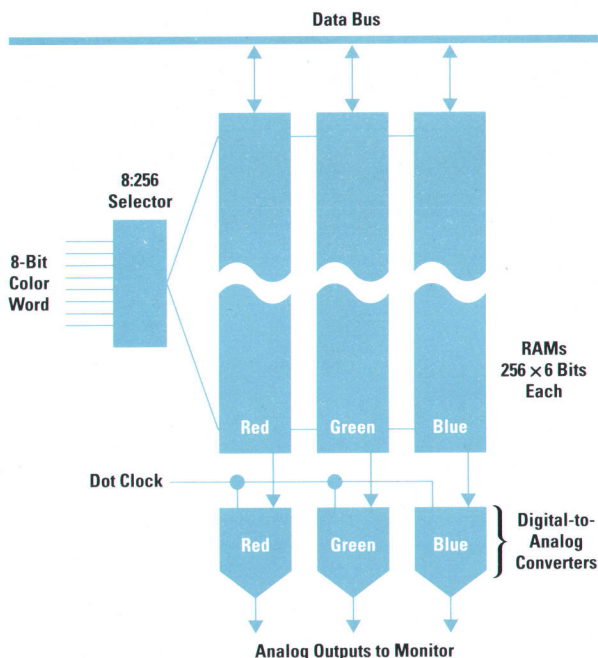 Data Bus
8:256
Selector
8-Bit
Color
Word
RAMs
256 × 6 Bits
Each
Red
Green
Blue
Dot Clock
Red
Green
Blue
Digital-to-
Analog
Converters
Analog Outputs to Monitor